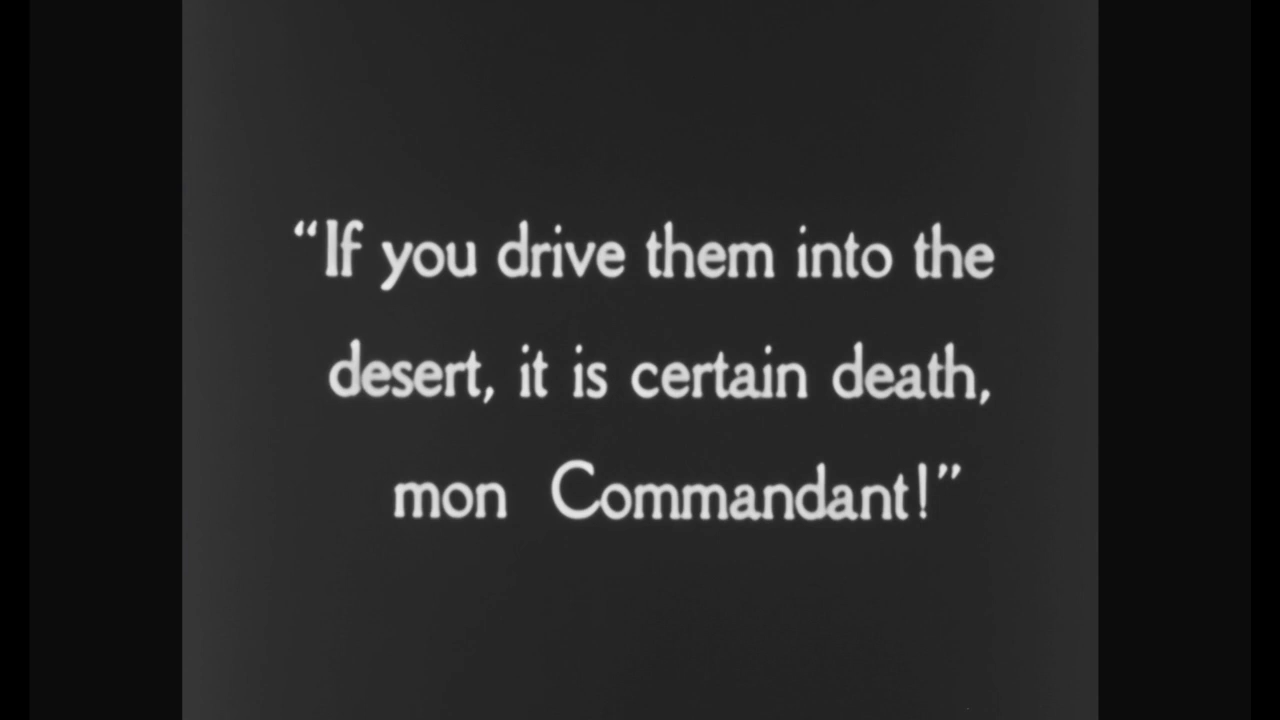 “If you drive them into the
desert, it is certain death,
mon Commandant!”